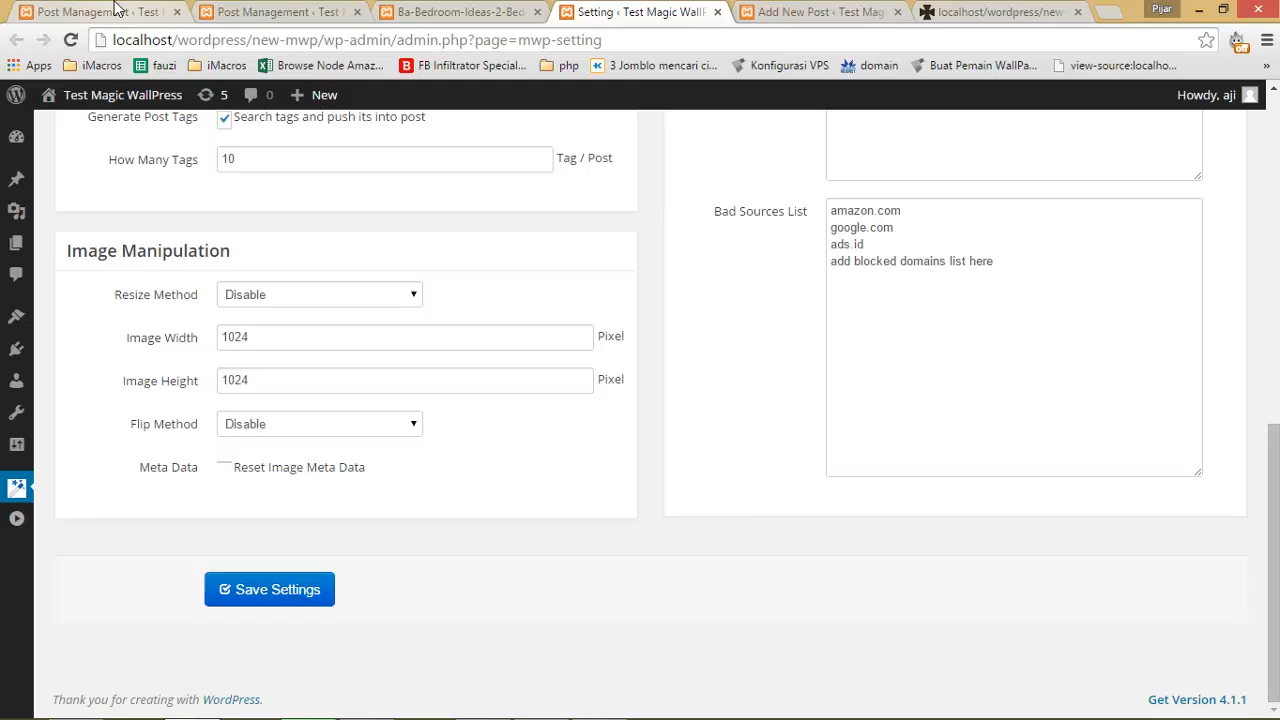 Post Management ‹ Test M
Post Management ‹ Test M
Ba-Bedroom-Ideas-2-Bed
Setting ‹ Test Magic WallP
Add New Post ‹ Test Magic
localhost/wordpress/new-
Pijar
localhost/wordpress/new-mwp/wp-admin/admin.php?page=mwp-setting
off
Apps
iMacros
fauzi
iMacros
Browse Node Amaz...
FB Infiltrator Special...
php
3 Jomblo mencari ci...
Konfigurasi VPS
domain
Buat Pemain WallPa...
view-source:localho...
»
Test Magic WallPress
5
0
New
Howdy, aji
Generate Post Tags
Search tags and push its into post
How Many Tags
10
Tag / Post
Image Manipulation
Resize Method
Disable
Image Width
1024
Pixel
Image Height
1024
Pixel
Flip Method
Disable
Meta Data
Reset Image Meta Data
Bad Sources List
amazon.com
google.com
ads.id
add blocked domains list here
Save Settings
Thank you for creating with WordPress.
Get Version 4.1.1